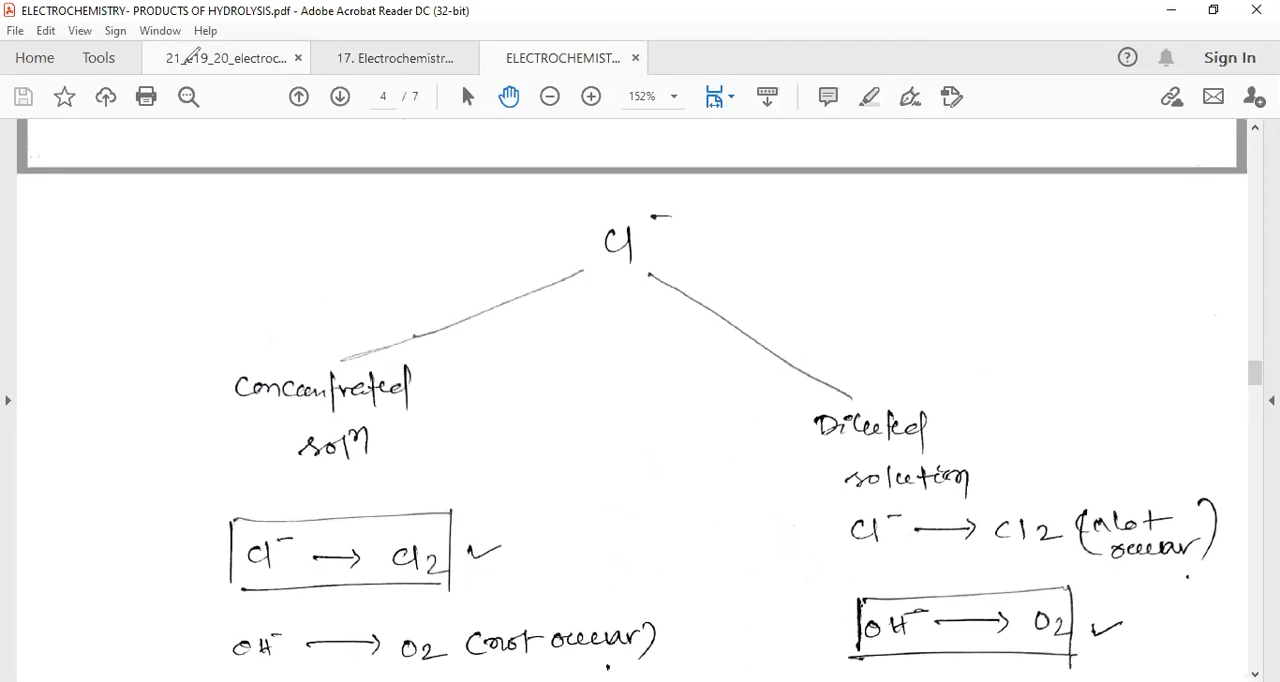 ELECTROCHEMISTRY- PRODUCTS OF HYDROLYSIS.pdf - Adobe Acrobat Reader DC (32-bit)
File Edit View Sign Window Help
Home Tools 21_e19_20_electroc... × 17. Electrochemistr... ELECTROCHEMIST... × Sign In
4 / 7 152%
Cl⁻
Concentrated
soln
Diluted
solution
Cl⁻ → Cl2 (Not
occur)
Cl⁻ → Cl2 ✓
OH⁻ → O2 ✓
OH⁻ → O2 (not occur)